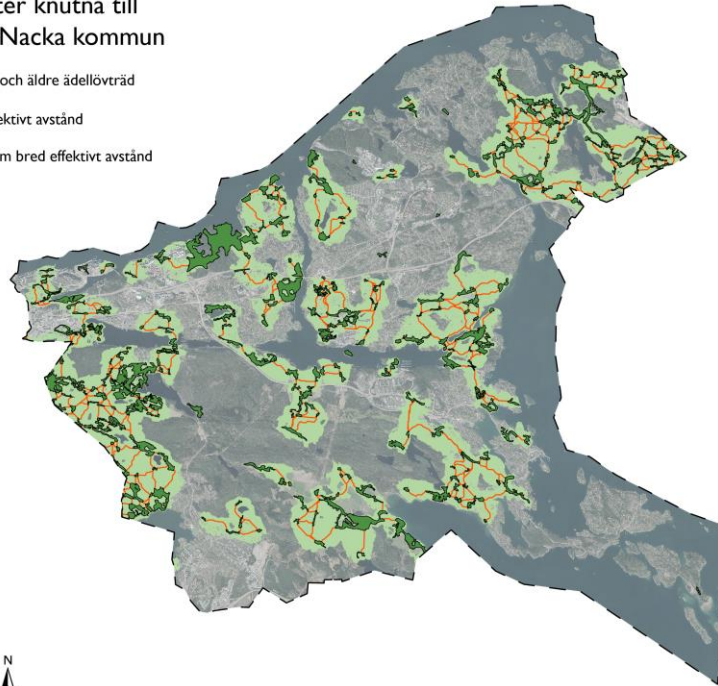 ter knutna till
Nacka kommun
och äldre ädellövträd
ektivt avstånd
m bred effektivt avstånd
N